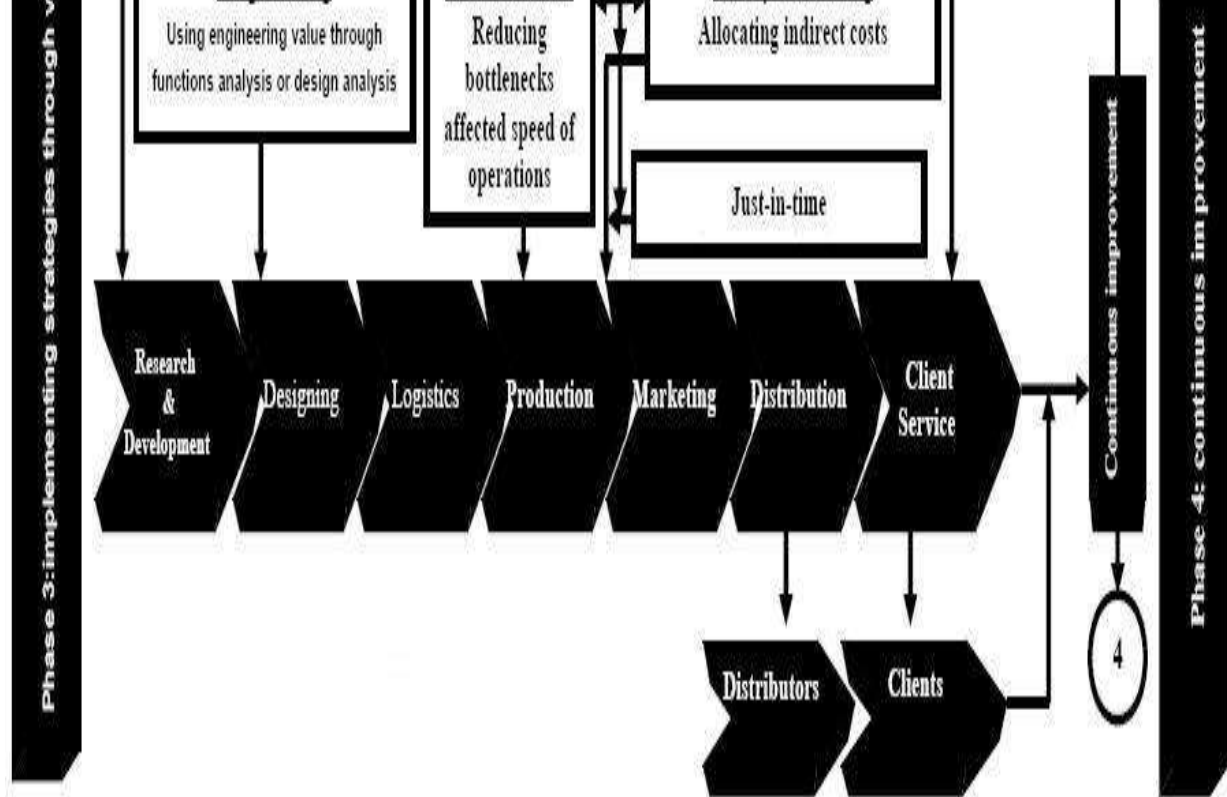 Phase 3:implementing strategies through
Using engineering value through
functions analysis or design analysis
Reducing
bottlenecks
affected speed of
operations
Allocating indirect costs
Just-in-time
Research
&
Development
Designing
Logistics
Production
Marketing
Distribution
Client
Service
Distributors
Clients
Continuous improvement
4
Phase 4: continuous improvement